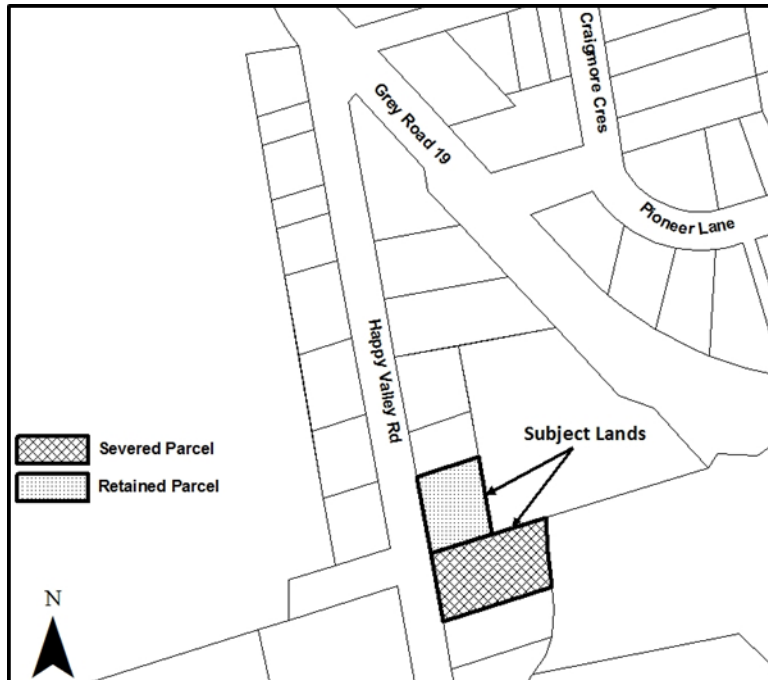 Craigmore Cres
Grey Road 19
Pioneer Lane
Happy Valley Rd
Subject Lands
Severed Parcel
Retained Parcel
N